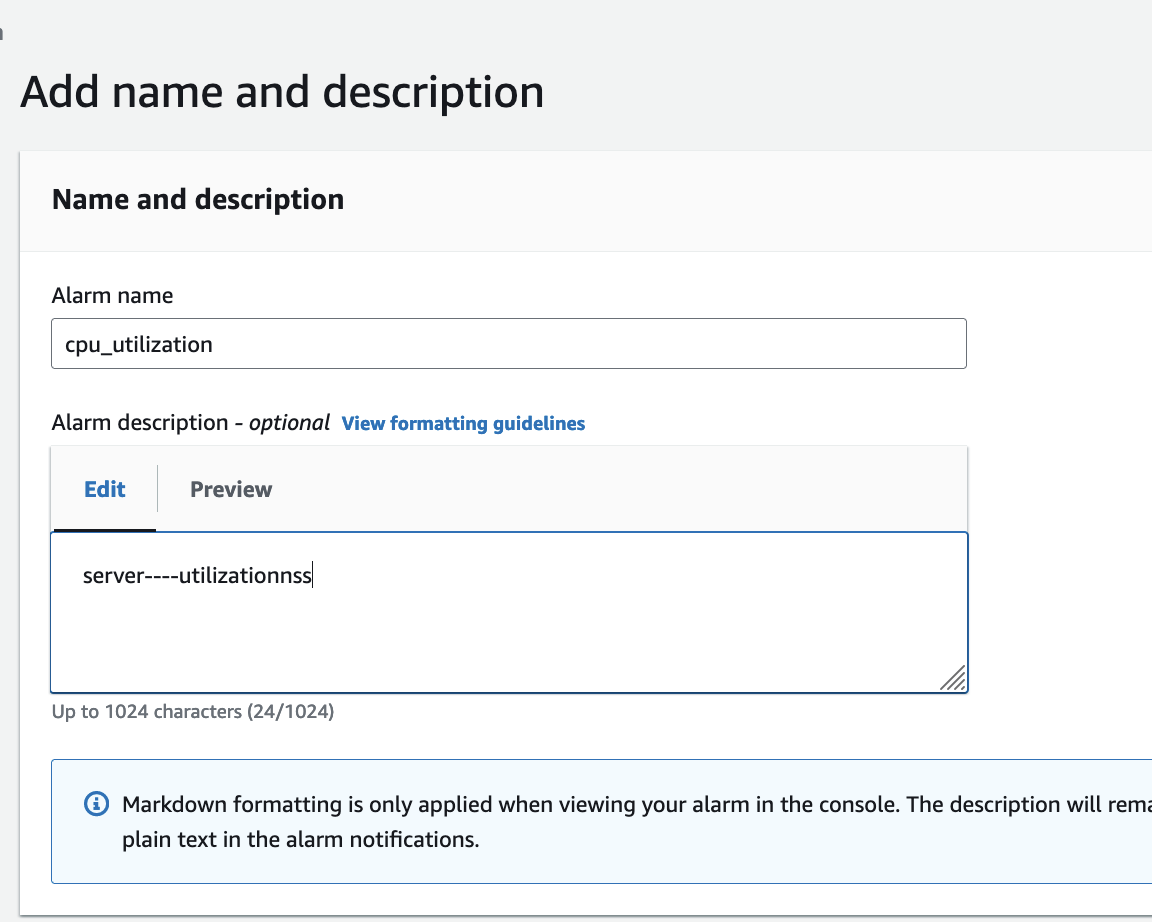 Add name and description
Name and description
Alarm name
cpu_utilization
Alarm description - optional View formatting guidelines
Edit Preview
server----utilizationnss
Up to 1024 characters (24/1024)
Markdown formatting is only applied when viewing your alarm in the console. The description will
plain text in the alarm notifications.